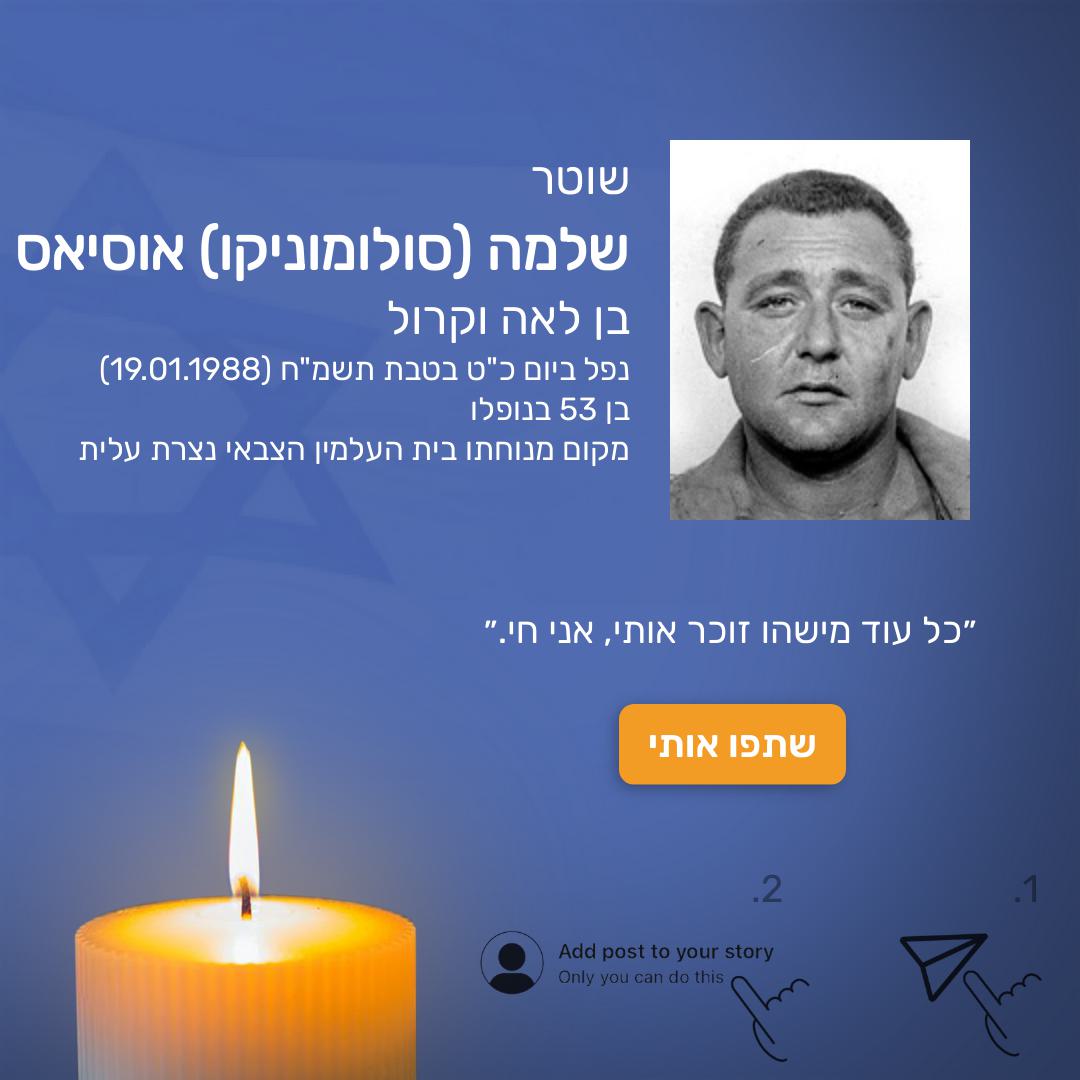 שוטר
שלמה (סולומוניקו) אוסיאס
בן לאה וקרול
נפל ביום כ"ט בטבת תשמ"ח (19.01.1988)
בן 53 בנופלו
מקום מנוחתו בית העלמין הצבאי נצרת עלית
״כל עוד מישהו זוכר אותי, אני חי.״
שתפו אותי
1.
2.
Add post to your story
Only you can do this